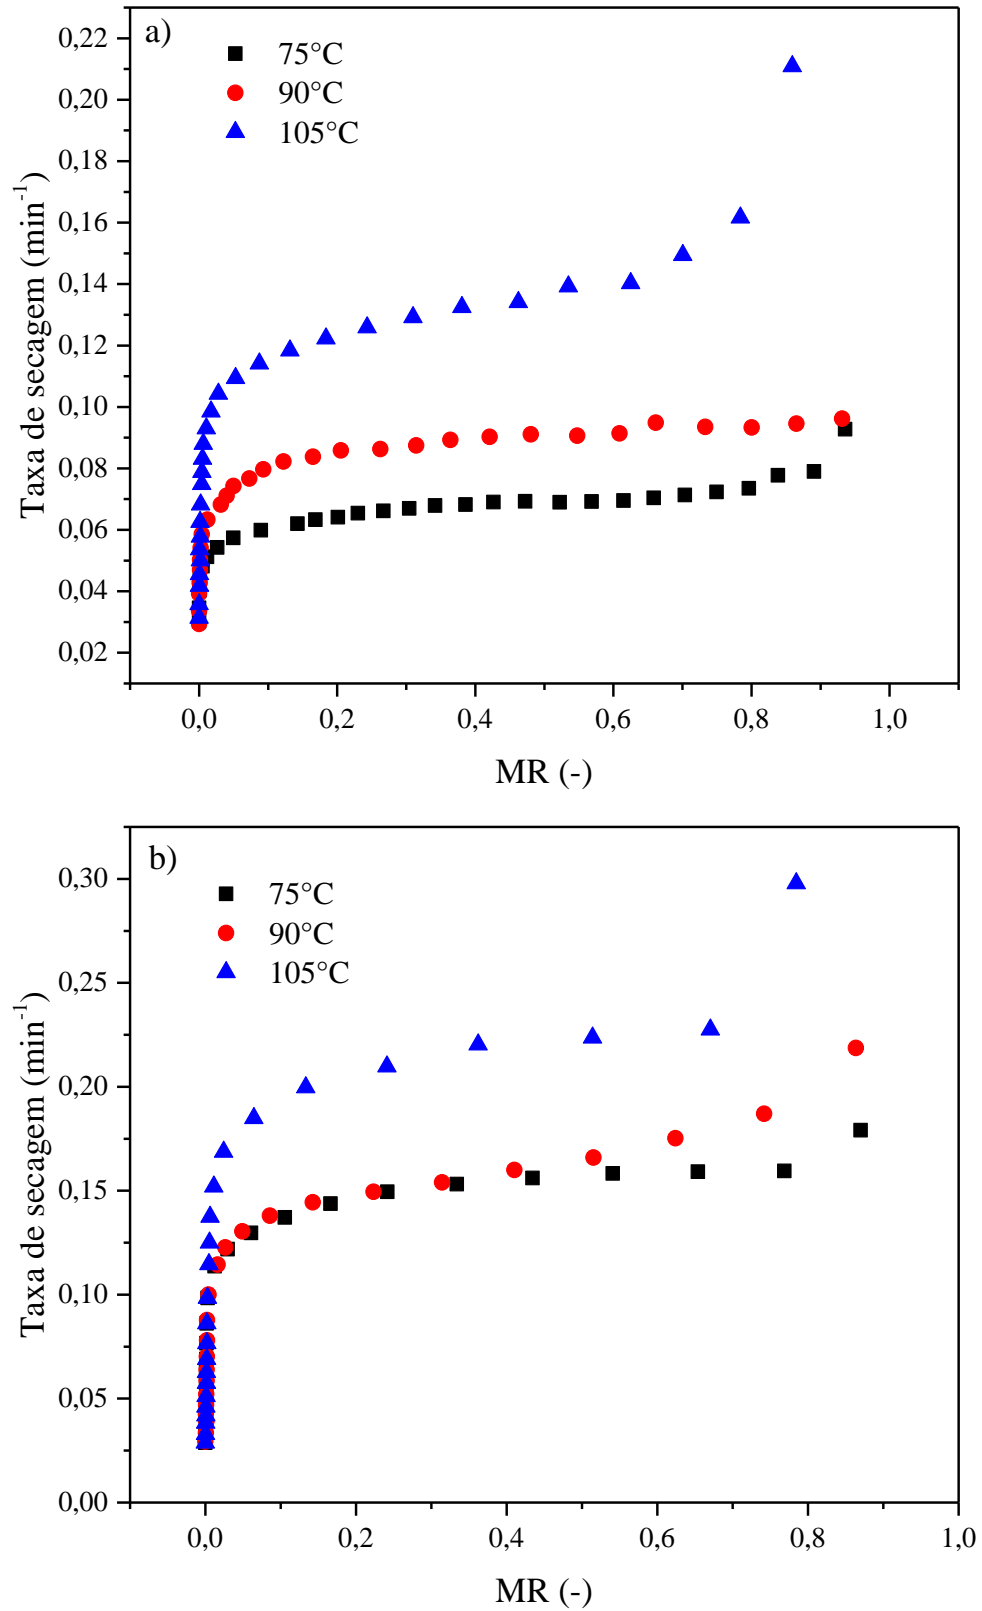 a)
75°C
90°C
105°C
0,22
0,20
0,18
0,16
0,14
0,12
0,10
0,08
0,06
0,04
0,02
Taxa de secagem (min⁻¹)
0,0 0,2 0,4 0,6 0,8 1,0
MR (-)
b)
75°C
90°C
105°C
0,30
0,25
0,20
0,15
0,10
0,05
0,00
Taxa de secagem (min⁻¹)
0,0 0,2 0,4 0,6 0,8 1,0
MR (-)